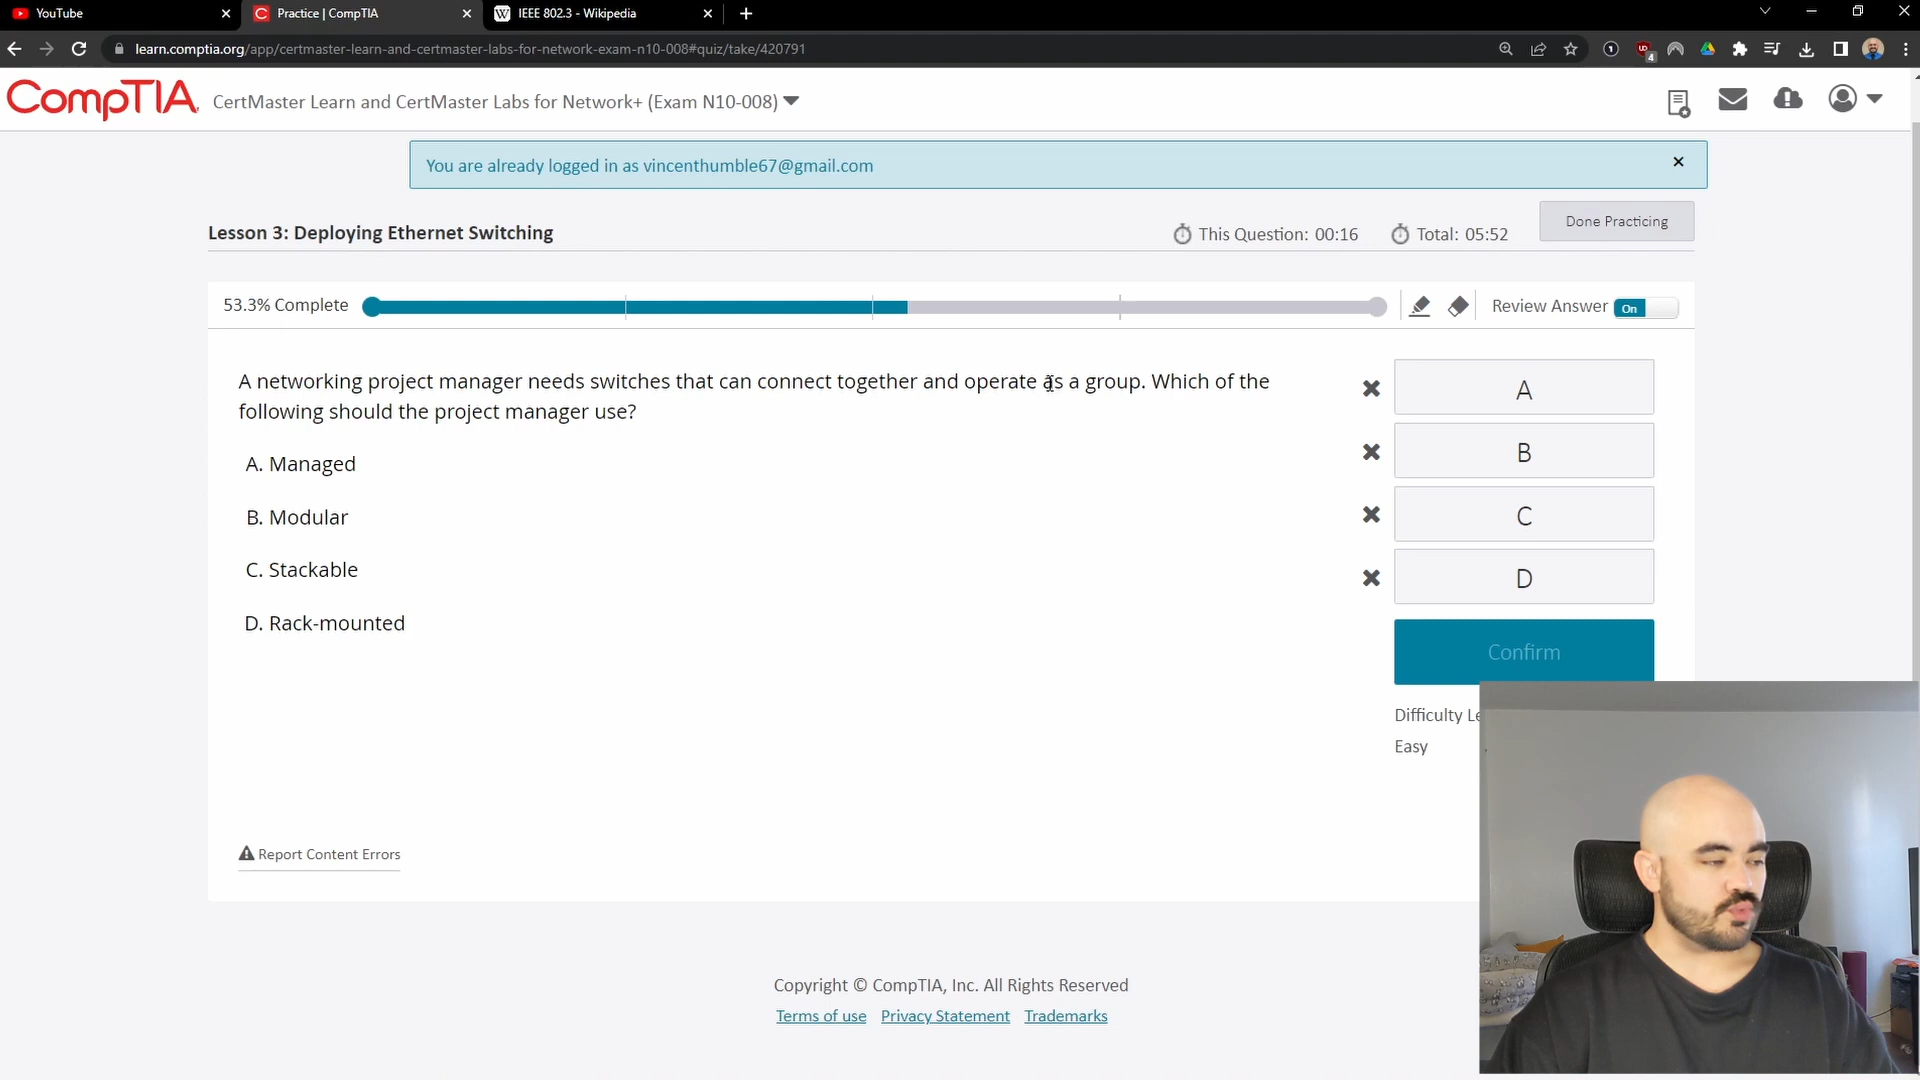 YouTube
Practice | CompTIA
IEEE 802.3 - Wikipedia
learn.comptia.org/app/certmaster-learn-and-certmaster-labs-for-network-exam-n10-008#quiz/take/420791
CompTIA.
CertMaster Learn and CertMaster Labs for Network+ (Exam N10-008)
You are already logged in as vincenthumble67@gmail.com
Lesson 3: Deploying Ethernet Switching
This Question: 00:16
Total: 05:52
Done Practicing
53.3% Complete
Review Answer
On
A networking project manager needs switches that can connect together and operate as a group. Which of the
following should the project manager use?
A. Managed
B. Modular
C. Stackable
D. Rack-mounted
A
B
C
D
Confirm
Difficulty Le
Easy
Report Content Errors
Copyright © CompTIA, Inc. All Rights Reserved
Terms of use
Privacy Statement
Trademarks